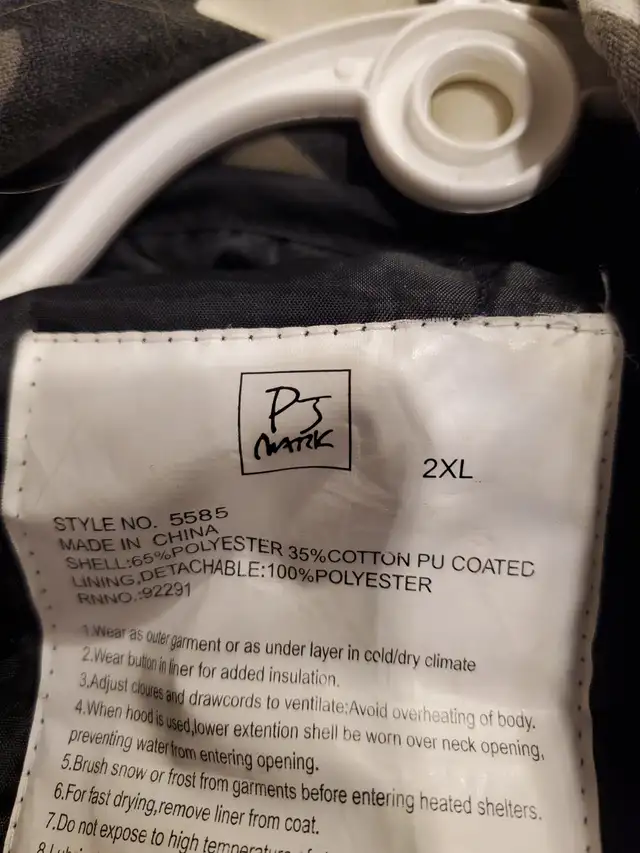 PJ
MARK
2XL
STYLE NO. 5585
MADE IN CHINA
SHELL:65%POLYESTER 35%COTTON PU COATED
LINING,DETACHABLE:100%POLYESTER
RNNO.:92291
1.Wear as outer garment or as under layer in cold/dry climate
2.Wear button in liner for added insulation.
3,Adjust cloures and drawcords to ventilate:Avoid overheating of body.
4.When hood is used,lower extention shell be worn over neck opening,
preventing water from entering opening.
5.Brush snow or frost from garments before entering heated shelters.
6.For fast drying,remove liner from coat.
7.Do not expose to high
8